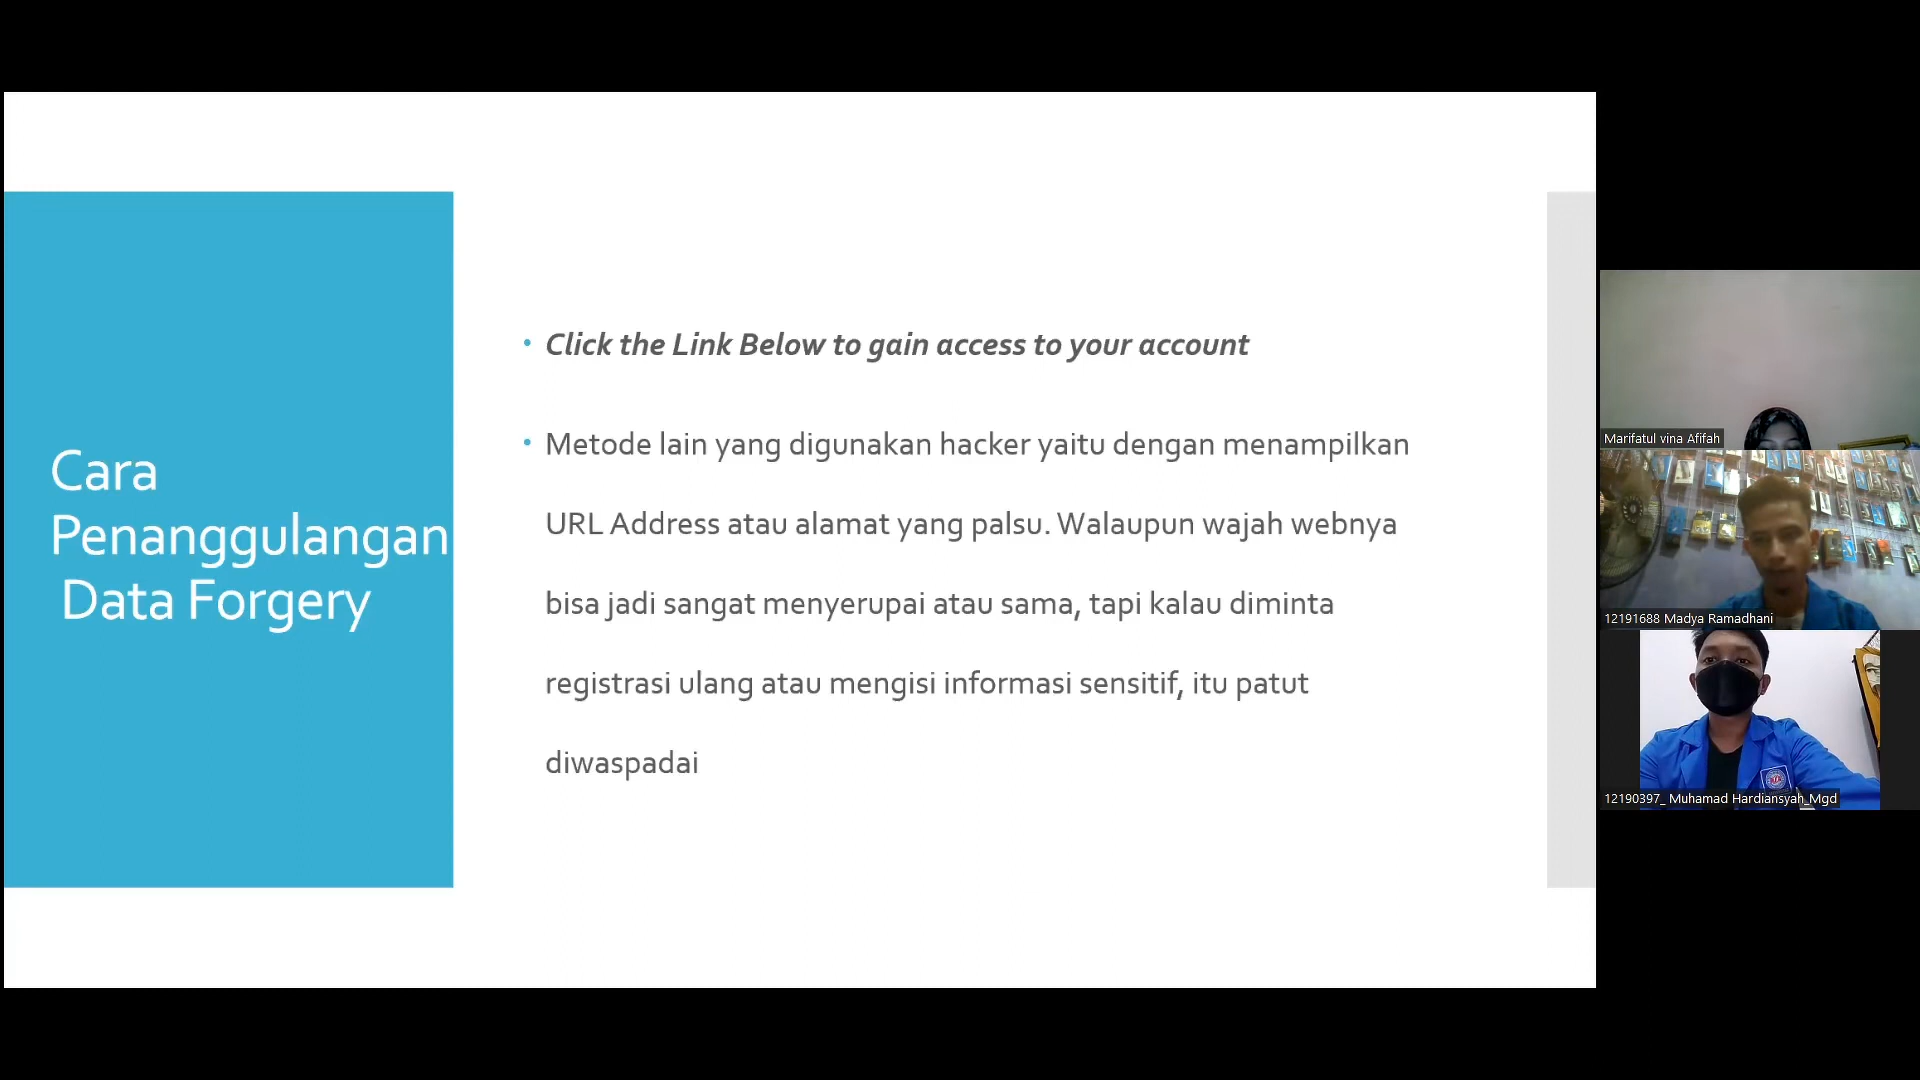 Cara
Penanggulangan
Data Forgery
Click the Link Below to gain access to your account
Metode lain yang digunakan hacker yaitu dengan menampilkan
URL Address atau alamat yang palsu. Walaupun wajah webnya
bisa jadi sangat menyerupai atau sama, tapi kalau diminta
registrasi ulang atau mengisi informasi sensitif, itu patut
diwaspadai
Marifatul vina Afifah
12191688 Madya Ramadhani
12190397_ Muhamad Hardiansyah_Mgd